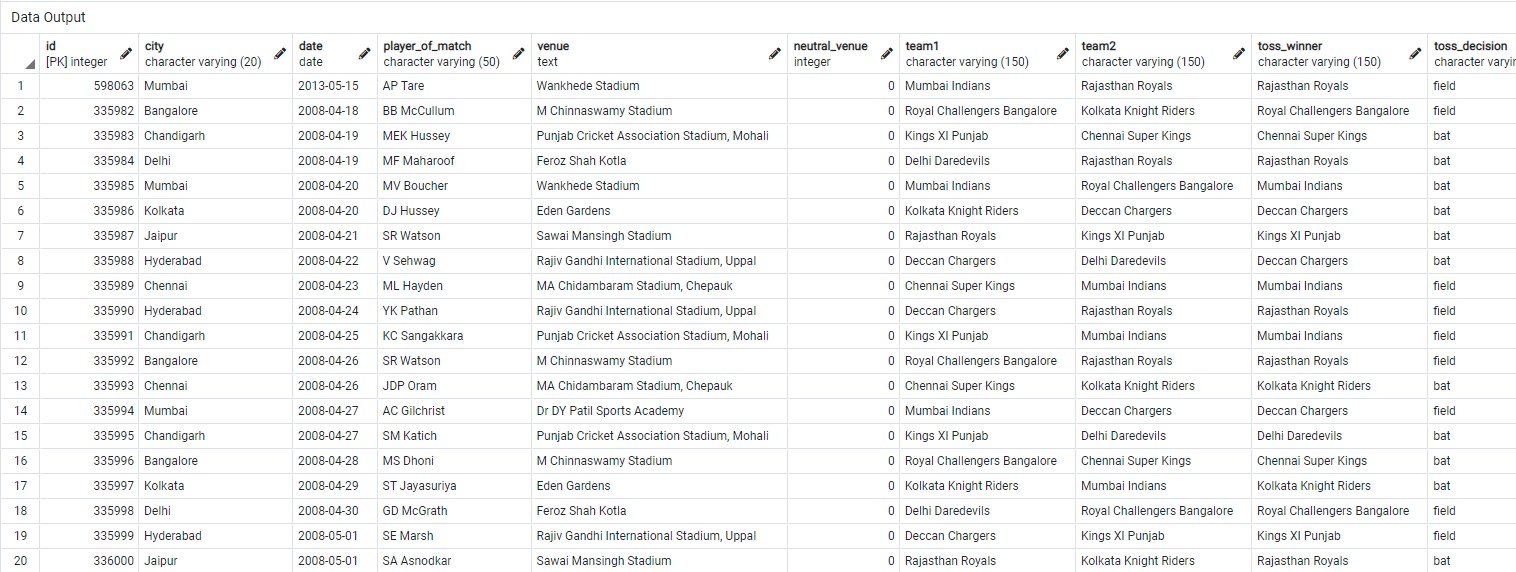 Data Output
id city date player_of_match venue neutral_venue team1 team2 toss_winner toss_decision
[PK] integer character varying (20) date character varying (50) text integer character varying (150) character varying (150) character varying (150) character varyin
1 598063 Mumbai 2013-05-15 AP Tare Wankhede Stadium 0 Mumbai Indians Rajasthan Royals Rajasthan Royals field
2 335982 Bangalore 2008-04-18 BB McCullum M Chinnaswamy Stadium 0 Royal Challengers Bangalore Kolkata Knight Riders Royal Challengers Bangalore field
3 335983 Chandigarh 2008-04-19 MEK Hussey Punjab Cricket Association Stadium, Mohali 0 Kings XI Punjab Chennai Super Kings Chennai Super Kings bat
4 335984 Delhi 2008-04-19 MF Maharoof Feroz Shah Kotla 0 Delhi Daredevils Rajasthan Royals Rajasthan Royals bat
5 335985 Mumbai 2008-04-20 MV Boucher Wankhede Stadium 0 Mumbai Indians Royal Challengers Bangalore Mumbai Indians bat
6 335986 Kolkata 2008-04-20 DJ Hussey Eden Gardens 0 Kolkata Knight Riders Deccan Chargers Deccan Chargers bat
7 335987 Jaipur 2008-04-21 SR Watson Sawai Mansingh Stadium 0 Rajasthan Royals Kings XI Punjab Kings XI Punjab bat
8 335988 Hyderabad 2008-04-22 V Sehwag Rajiv Gandhi International Stadium, Uppal 0 Deccan Chargers Delhi Daredevils Deccan Chargers bat
9 335989 Chennai 2008-04-23 ML Hayden MA Chidambaram Stadium, Chepauk 0 Chennai Super Kings Mumbai Indians Mumbai Indians field
10 335990 Hyderabad 2008-04-24 YK Pathan Rajiv Gandhi International Stadium, Uppal 0 Deccan Chargers Rajasthan Royals Rajasthan Royals field
11 335991 Chandigarh 2008-04-25 KC Sangakkara Punjab Cricket Association Stadium, Mohali 0 Kings XI Punjab Mumbai Indians Mumbai Indians field
12 335992 Bangalore 2008-04-26 SR Watson M Chinnaswamy Stadium 0 Royal Challengers Bangalore Rajasthan Royals Rajasthan Royals field
13 335993 Chennai 2008-04-26 JDP Oram MA Chidambaram Stadium, Chepauk 0 Chennai Super Kings Kolkata Knight Riders Kolkata Knight Riders bat
14 335994 Mumbai 2008-04-27 AC Gilchrist Dr DY Patil Sports Academy 0 Mumbai Indians Deccan Chargers Deccan Chargers field
15 335995 Chandigarh 2008-04-27 SM Katich Punjab Cricket Association Stadium, Mohali 0 Kings XI Punjab Delhi Daredevils Delhi Daredevils bat
16 335996 Bangalore 2008-04-28 MS Dhoni M Chinnaswamy Stadium 0 Royal Challengers Bangalore Chennai Super Kings Chennai Super Kings bat
17 335997 Kolkata 2008-04-29 ST Jayasuriya Eden Gardens 0 Kolkata Knight Riders Mumbai Indians Kolkata Knight Riders bat
18 335998 Delhi 2008-04-30 GD McGrath Feroz Shah Kotla 0 Delhi Daredevils Royal Challengers Bangalore Royal Challengers Bangalore field
19 335999 Hyderabad 2008-05-01 SE Marsh Rajiv Gandhi International Stadium, Uppal 0 Deccan Chargers Kings XI Punjab Kings XI Punjab field
20 336000 Jaipur 2008-05-01 SA Asnodkar Sawai Mansingh Stadium 0 Rajasthan Royals Kolkata Knight Riders Rajasthan Royals bat